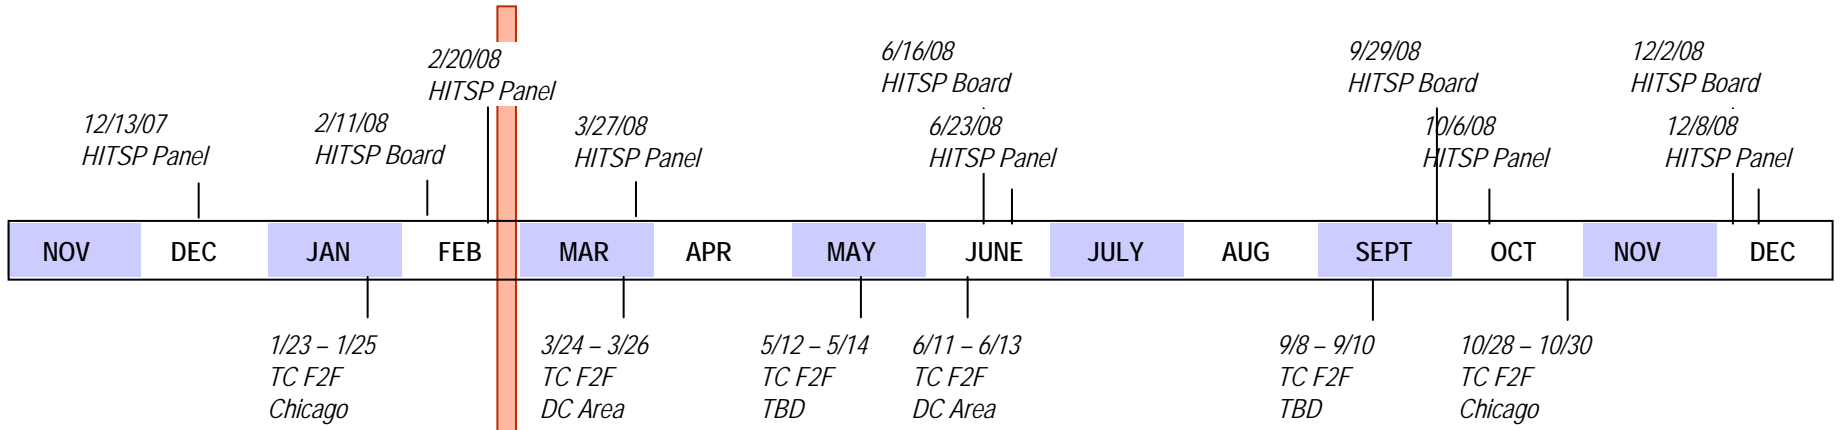 2/20/08
HITSP Panel
6/16/08
HITSP Board
9/29/08
HITSP Board
12/2/08
HITSP Board
12/13/07
HITSP Panel
2/11/08
HITSP Board
3/27/08
HITSP Panel
6/23/08
HITSP Panel
10/6/08
HITSP Panel
12/8/08
HITSP Panel
NOV DEC JAN FEB MAR APR MAY JUNE JULY AUG SEPT OCT NOV DEC
1/23 – 1/25
TC F2F
Chicago
3/24 – 3/26
TC F2F
DC Area
5/12 – 5/14
TC F2F
TBD
6/11 – 6/13
TC F2F
DC Area
9/8 – 9/10
TC F2F
TBD
10/28 – 10/30
TC F2F
Chicago